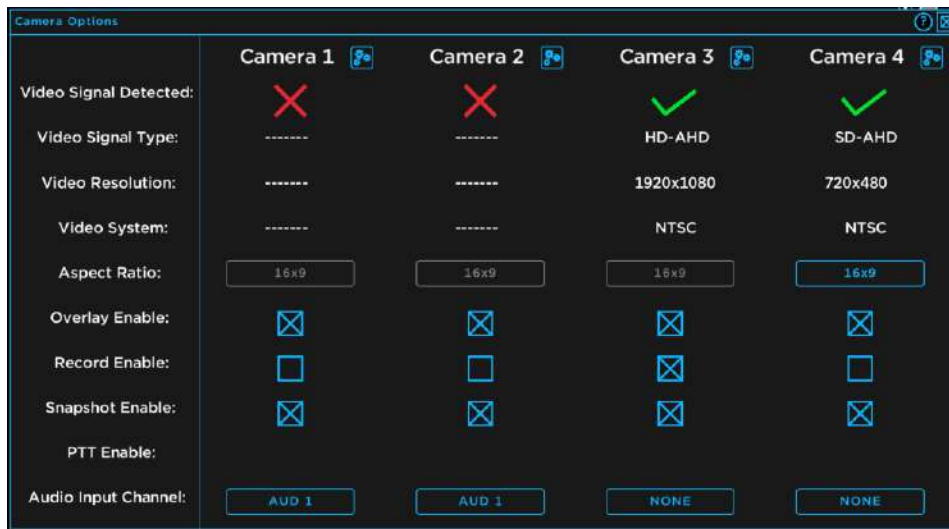 Camera Options ?
Camera 1 Camera 2 Camera 3 Camera 4
Video Signal Detected:
Video Signal Type: ------- ------- HD-AHD SD-AHD
Video Resolution: ------- ------- 1920x1080 720x480
Video System: ------- ------- NTSC NTSC
Aspect Ratio: 16x9 16x9 16x9 16x9
Overlay Enable:
Record Enable:
Snapshot Enable:
PTT Enable:
Audio Input Channel: AUD 1 AUD 1 NONE NONE